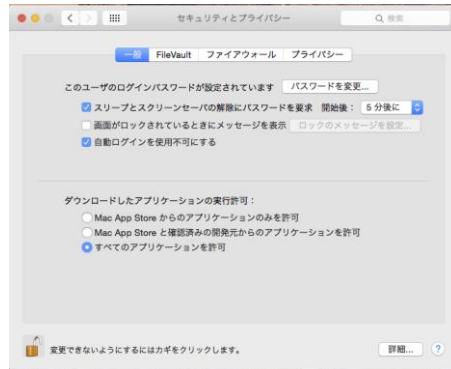 セキュリティとプライバシー
検索
一般 FileVault ファイアウォール プライバシー
このユーザのログインパスワードが設定されています パスワードを変更...
スリープとスクリーンセーバの解除にパスワードを要求 開始後： 5 分後に
画面がロックされているときにメッセージを表示 ロックのメッセージを設定...
自動ログインを使用不可にする
ダウンロードしたアプリケーションの実行許可：
Mac App Store からのアプリケーションのみを許可
Mac App Store と確認済みの開発元からのアプリケーションを許可
すべてのアプリケーションを許可
変更できないようにするにはカギをクリックします。 詳細... ?